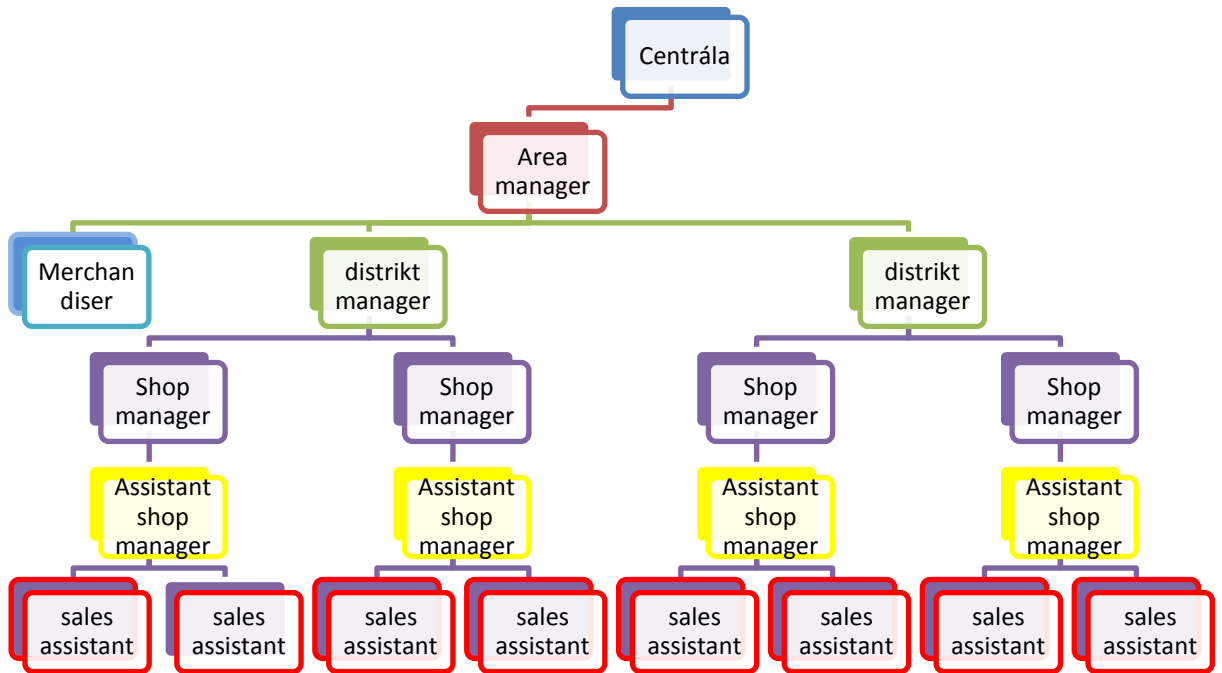 Centrála
Area
manager
Merchan
diser
distrikt
manager
distrikt
manager
Shop
manager
Shop
manager
Shop
manager
Shop
manager
Assistant
shop
manager
Assistant
shop
manager
Assistant
shop
manager
Assistant
shop
manager
sales
assistant
sales
assistant
sales
assistant
sales
assistant
sales
assistant
sales
assistant
sales
assistant
sales
assistant